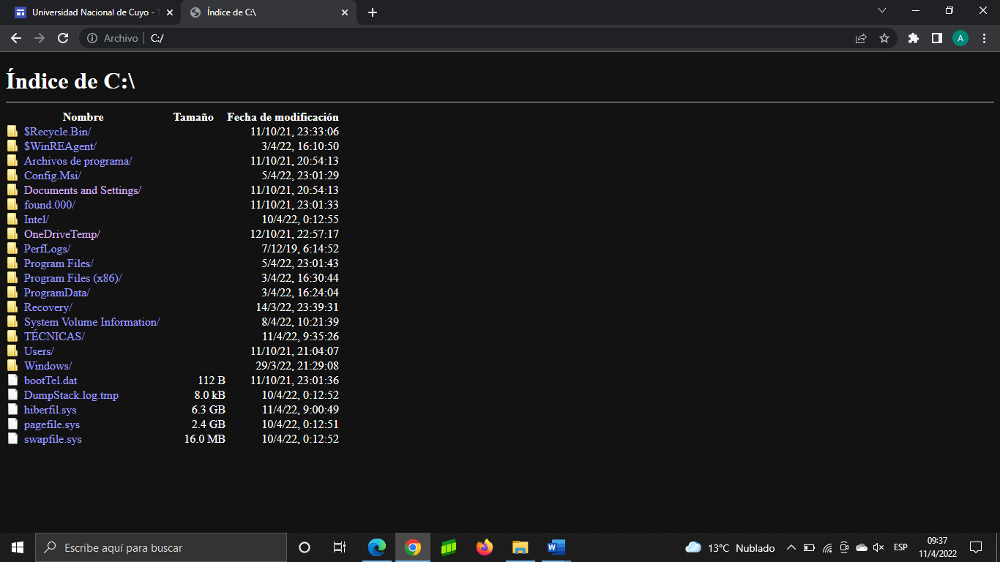 Universidad Nacional de Cuyo - T
Índice de C:\
Archivo
C:/
A
Índice de C:\
Nombre Tamaño Fecha de modificación
$Recycle.Bin/ 11/10/21, 23:33:06
$WinREAgent/ 3/4/22, 16:10:50
Archivos de programa/ 11/10/21, 20:54:13
Config.Msi/ 5/4/22, 23:01:29
Documents and Settings/ 11/10/21, 20:54:13
found.000/ 11/10/21, 23:01:33
Intel/ 10/4/22, 0:12:55
OneDriveTemp/ 12/10/21, 22:57:17
PerfLogs/ 7/12/19, 6:14:52
Program Files/ 5/4/22, 23:01:43
Program Files (x86)/ 3/4/22, 16:30:44
ProgramData/ 3/4/22, 16:24:04
Recovery/ 14/3/22, 23:39:31
System Volume Information/ 8/4/22, 10:21:39
TÉCNICAS/ 11/4/22, 9:35:26
Users/ 11/10/21, 21:04:07
Windows/ 29/3/22, 21:29:08
bootTel.dat 112 B 11/10/21, 23:01:36
DumpStack.log.tmp 8.0 kB 10/4/22, 0:12:52
hiberfil.sys 6.3 GB 11/4/22, 9:00:49
pagefile.sys 2.4 GB 10/4/22, 0:12:51
swapfile.sys 16.0 MB 10/4/22, 0:12:52
Escribe aquí para buscar
W
13°C Nublado
ESP
09:37
11/4/2022